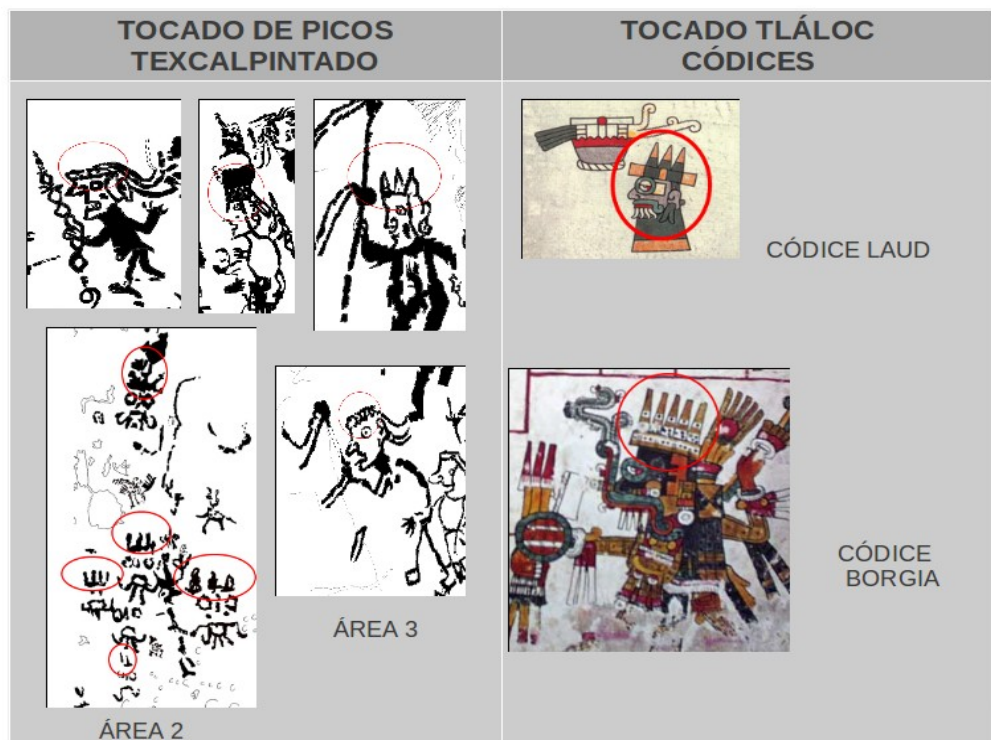 TOCADO DE PICOS
TEXCALPINTADO
TOCADO TLÁLOC
CÓDICES
CÓDICE LAUD
CÓDICE
BORGIA
ÁREA 3
ÁREA 2